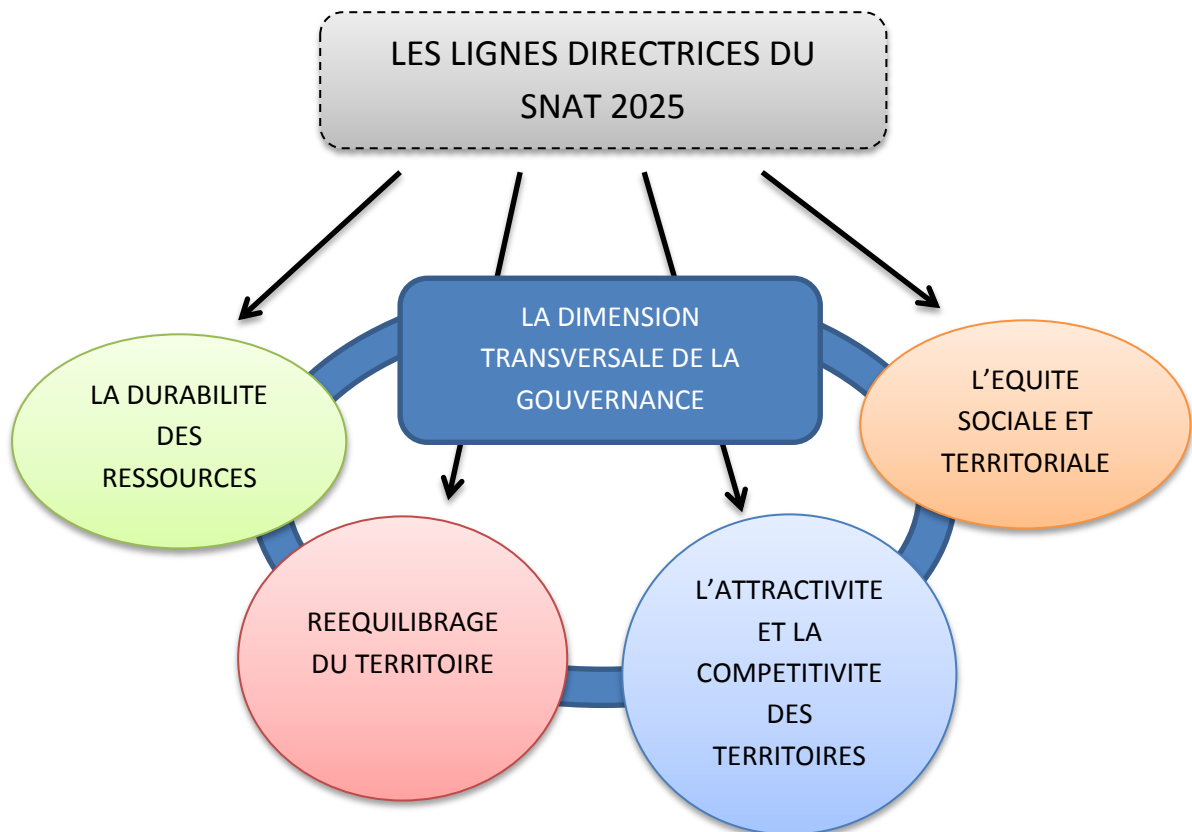 LES LIGNES DIRECTRICES DU
SNAT 2025
LA DIMENSION
TRANSVERSALE DE LA
GOUVERNANCE
LA DURABILITE
DES
RESSOURCES
L’EQUITE
SOCIALE ET
TERRITORIALE
REEQUILIBRAGE
DU TERRITOIRE
L’ATTRACTIVITE
ET LA
COMPETITIVITE
DES
TERRITOIRES